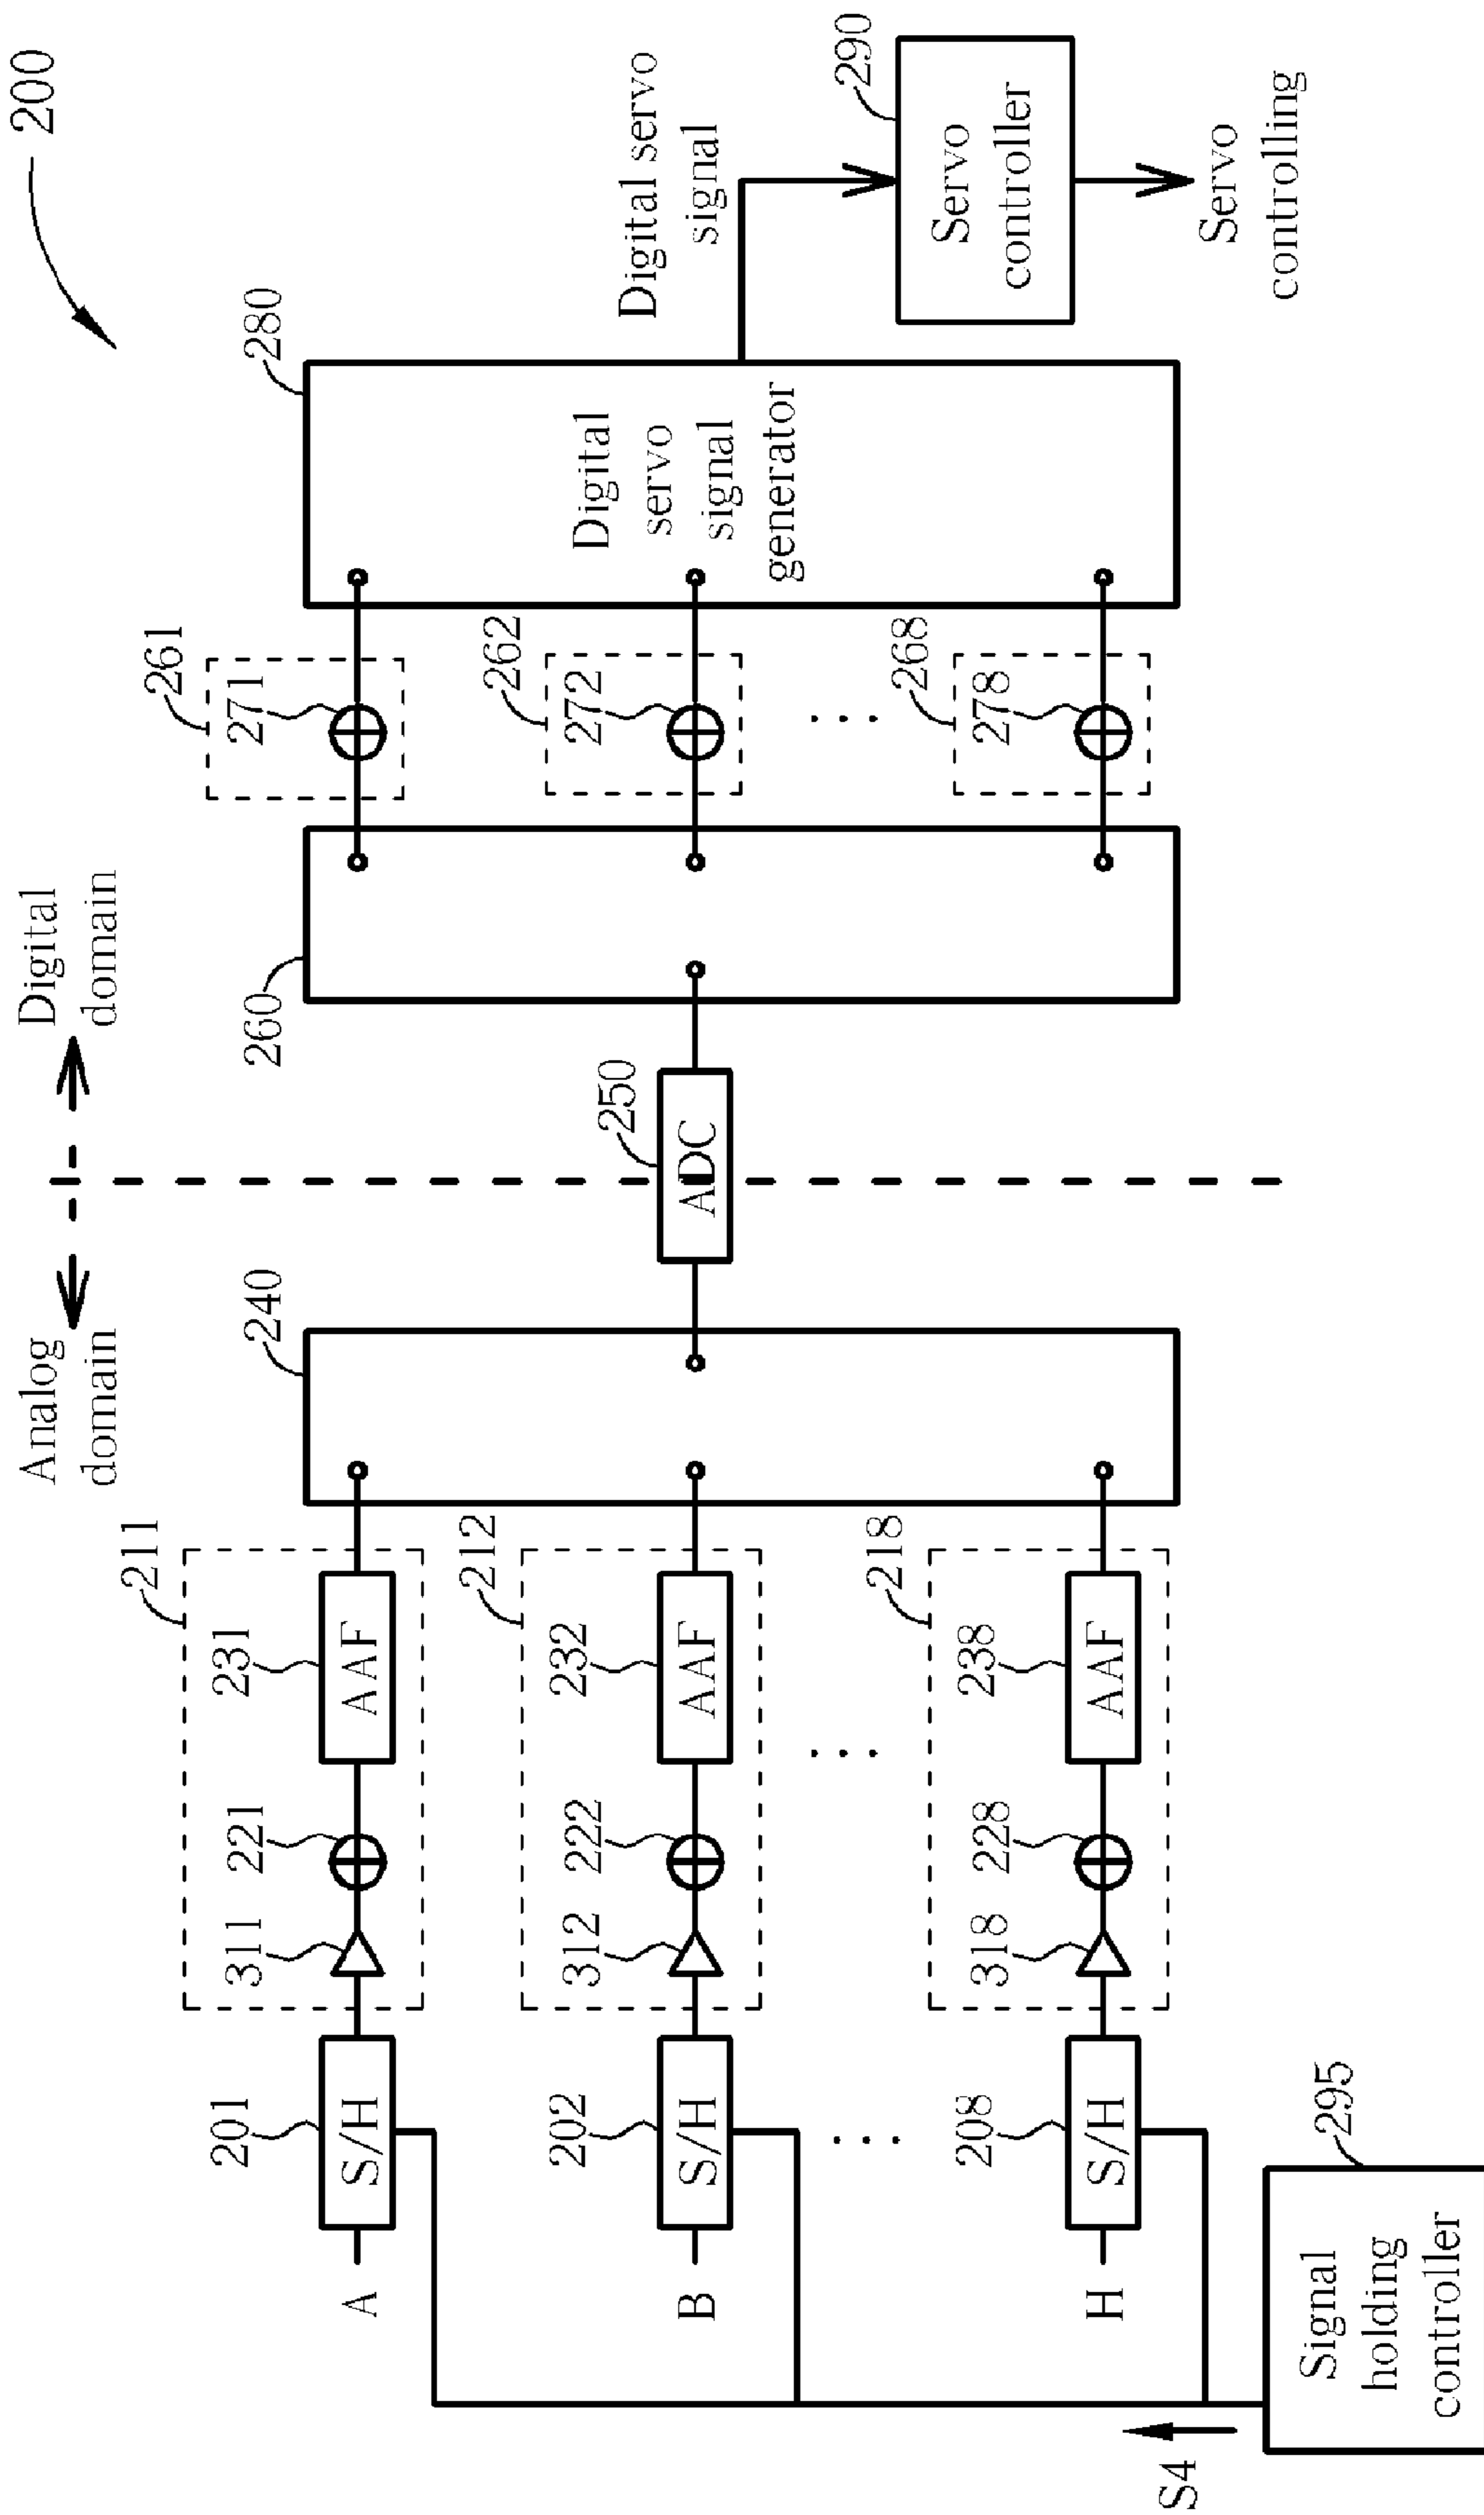 200
Analog
domain
Digital
domain
211
231
AAF
221
311
201
S/H
A
240
260
261
271
280
212
232
AAF
222
312
202
S/H
B
250
ADC
262
272
Digital
servo
signal
generator
Digital servo
signal
...
...
...
218
238
AAF
228
318
208
S/H
H
268
278
290
Servo
controller
Servo
controlling
S4
295
Signal
holding
controller